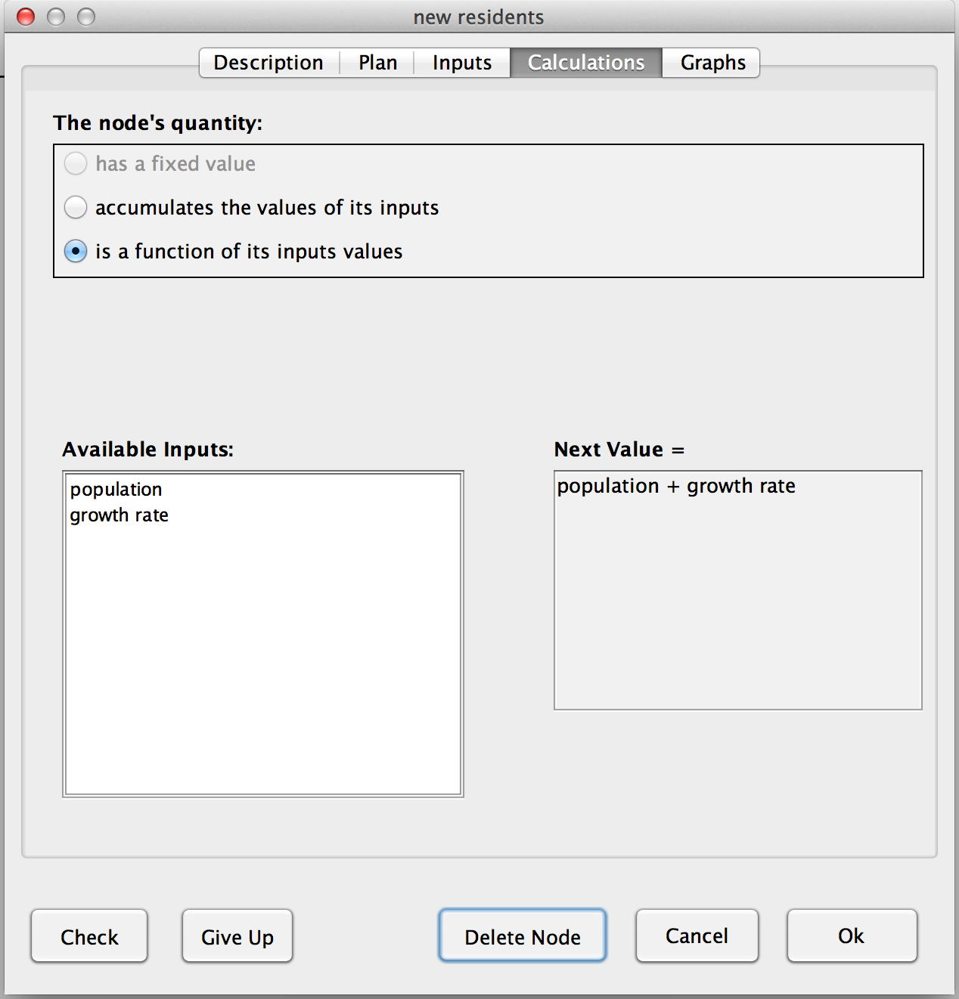 new residents
Description Plan Inputs Calculations Graphs
The node's quantity:
has a fixed value
accumulates the values of its inputs
is a function of its inputs values
Available Inputs:
population
growth rate
Next Value =
population + growth rate
Check Give Up Delete Node Cancel Ok